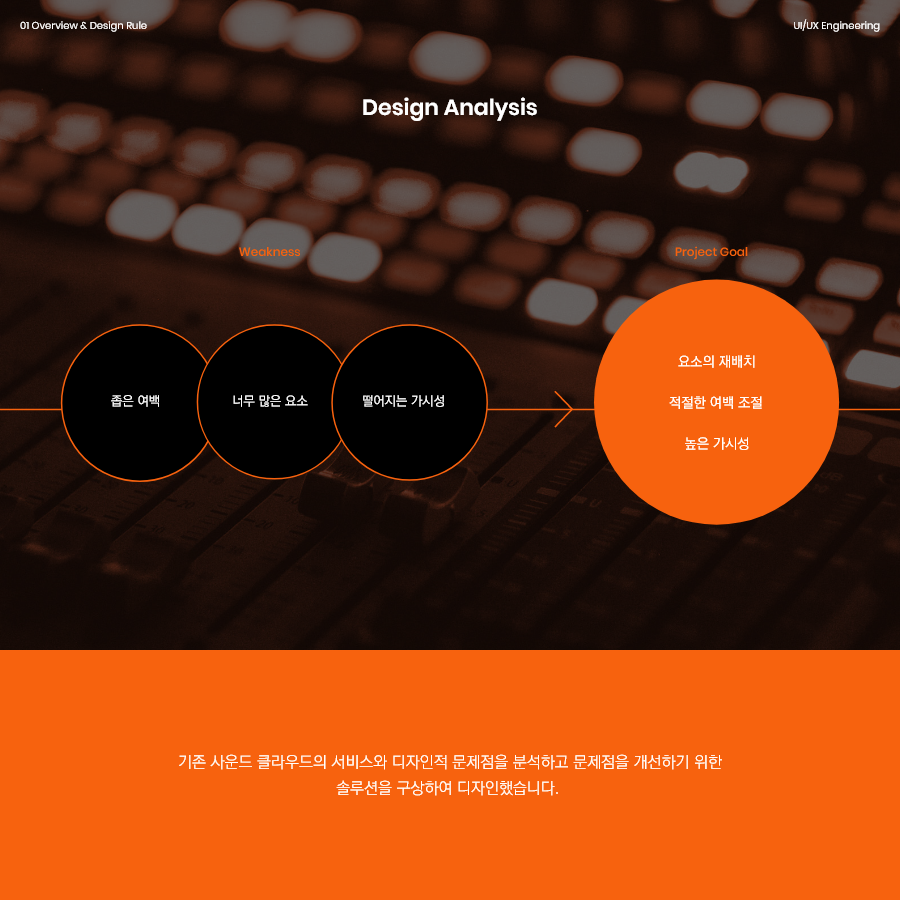 01 Overview & Design Rule
UI/UX Engineering
Design Analysis
Weakness
Project Goal
좁은 여백
너무 많은 요소
떨어지는 가시성
요소의 재배치
적절한 여백 조절
높은 가시성
기존 사운드 클라우드의 서비스와 디자인적 문제점을 분석하고 문제점을 개선하기 위한
솔루션을 구상하여 디자인했습니다.